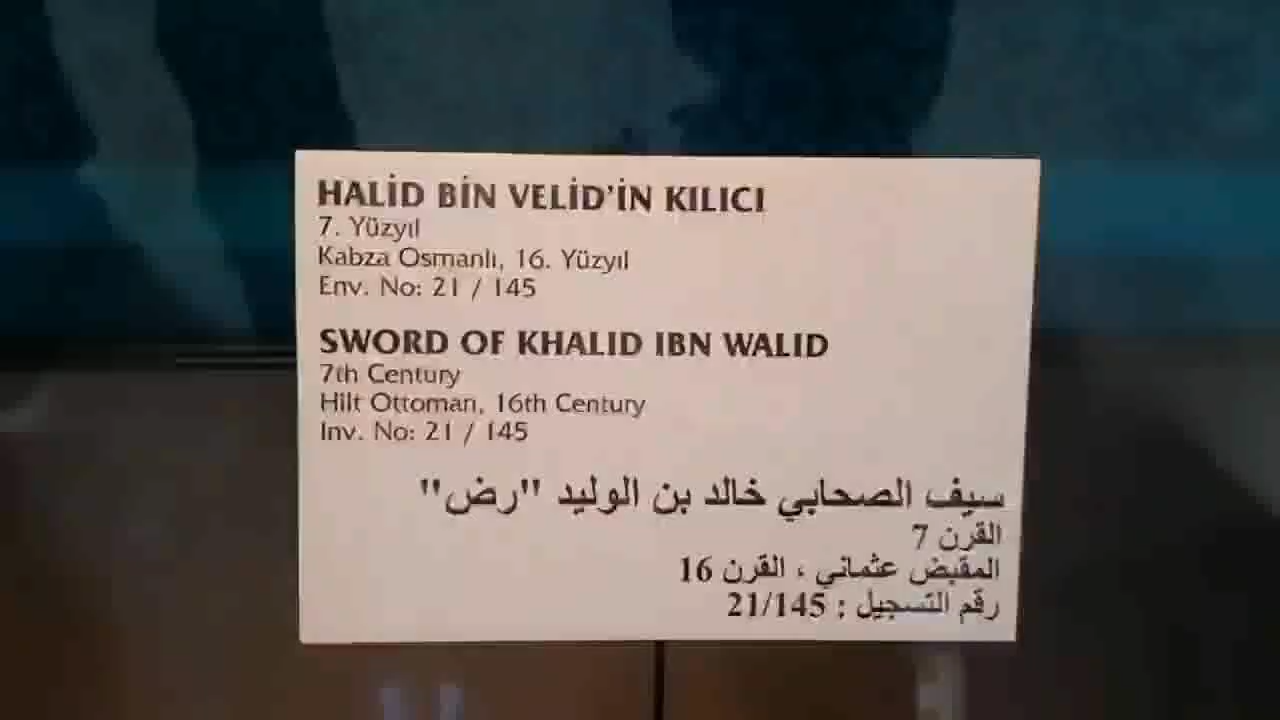 HALİD BİN VELİD'İN KILICI
7. Yüzyıl
Kabza Osmanlı, 16. Yüzyıl
Env. No: 21 / 145
SWORD OF KHALID IBN WALID
7th Century
Hilt Ottoman, 16th Century
Inv. No: 21 / 145
سيف الصحابي خالد بن الوليد "رض"
القرن 7
المقبض عثماني ، القرن 16
رقم التسجيل : 21/145